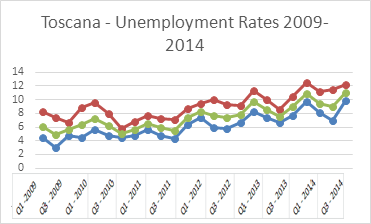 Toscana - Unemployment Rates 2009-
2014
14
12
10
8
6
4
2
0
Q1 - 2009
Q3 - 2009
Q1 - 2010
Q3 - 2010
Q1 - 2011
Q3 - 2011
Q1 - 2012
Q3 - 2012
Q1 - 2013
Q3 - 2013
Q1 - 2014
Q3 - 2014